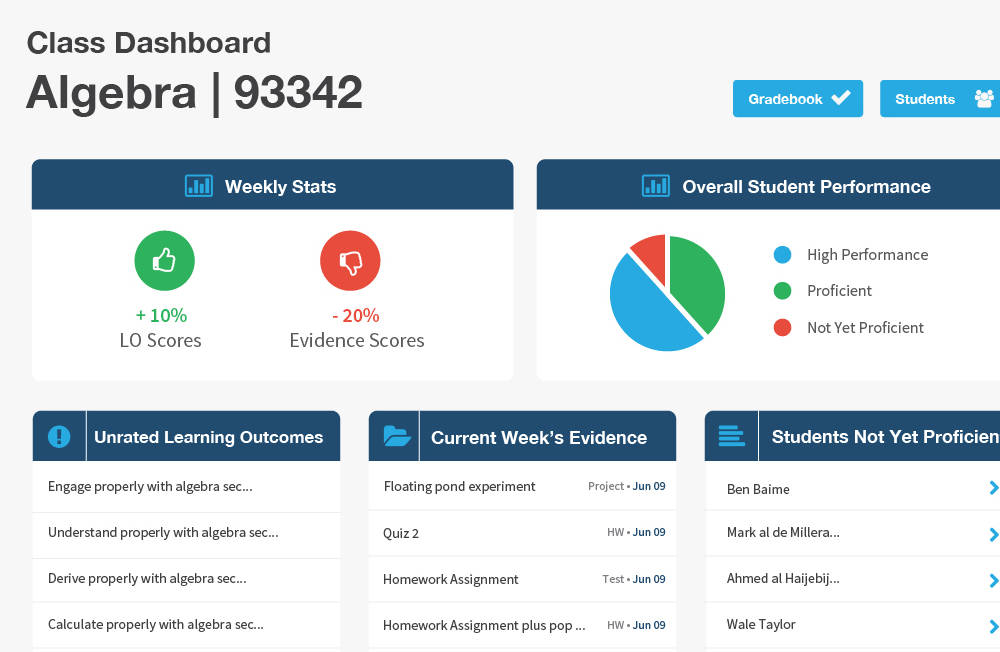 Class Dashboard
Algebra | 93342
Gradebook
Students
Weekly Stats
+ 10%
LO Scores
- 20%
Evidence Scores
Overall Student Performance
High Performance
Proficient
Not Yet Proficient
Unrated Learning Outcomes
Engage properly with algebra sec...
Understand properly with algebra sec...
Derive properly with algebra sec...
Calculate properly with algebra sec...
Current Week’s Evidence
Floating pond experiment Project • Jun 09
Quiz 2 HW • Jun 09
Homework Assignment Test • Jun 09
Homework Assignment plus pop ... HW • Jun 09
Students Not Yet Proficien
Ben Baime
Mark al de Millera...
Ahmed al Haijebij...
Wale Taylor